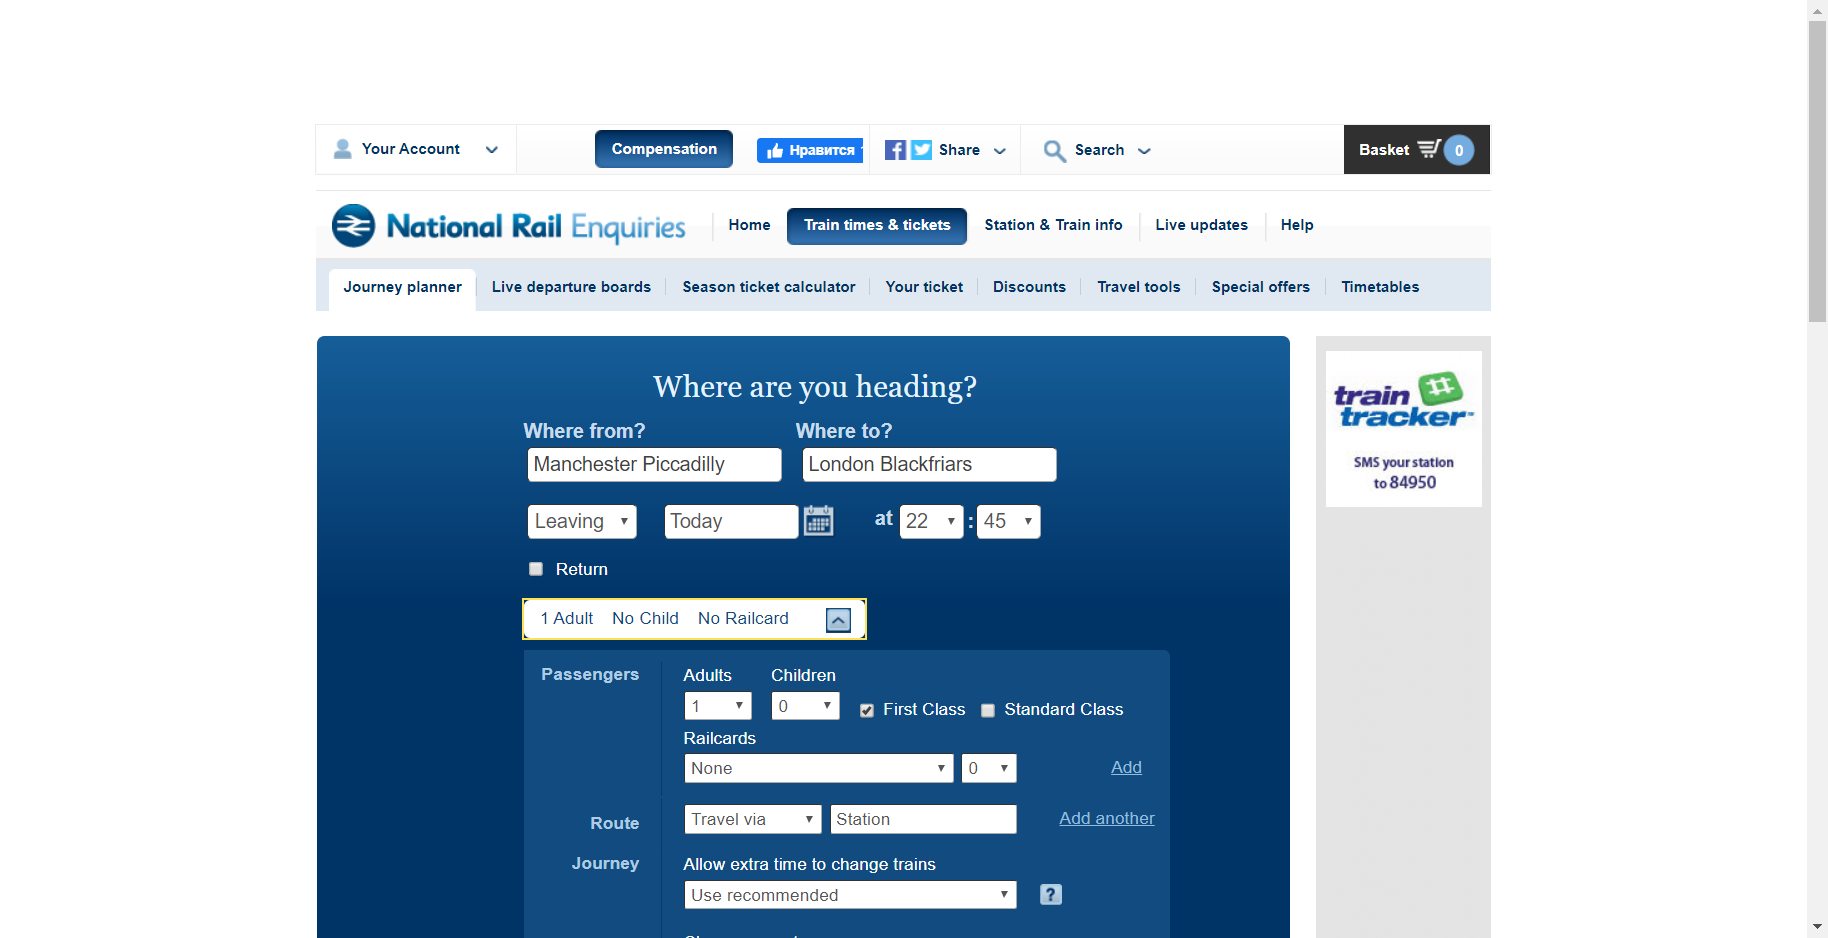 Your Account
Compensation
Нравится
Share
Search
Basket 0
National Rail Enquiries
Home
Train times & tickets
Station & Train info
Live updates
Help
Journey planner
Live departure boards
Season ticket calculator
Your ticket
Discounts
Travel tools
Special offers
Timetables
Where are you heading?
Where from? Where to?
Manchester Piccadilly London Blackfriars
Leaving Today at 22 : 45
Return
1 Adult No Child No Railcard
Passengers Adults Children
1 0 First Class Standard Class
Railcards
None 0 Add
Route Travel via Station Add another
Journey Allow extra time to change trains
Use recommended ?
train tracker™
SMS your station
to 84950